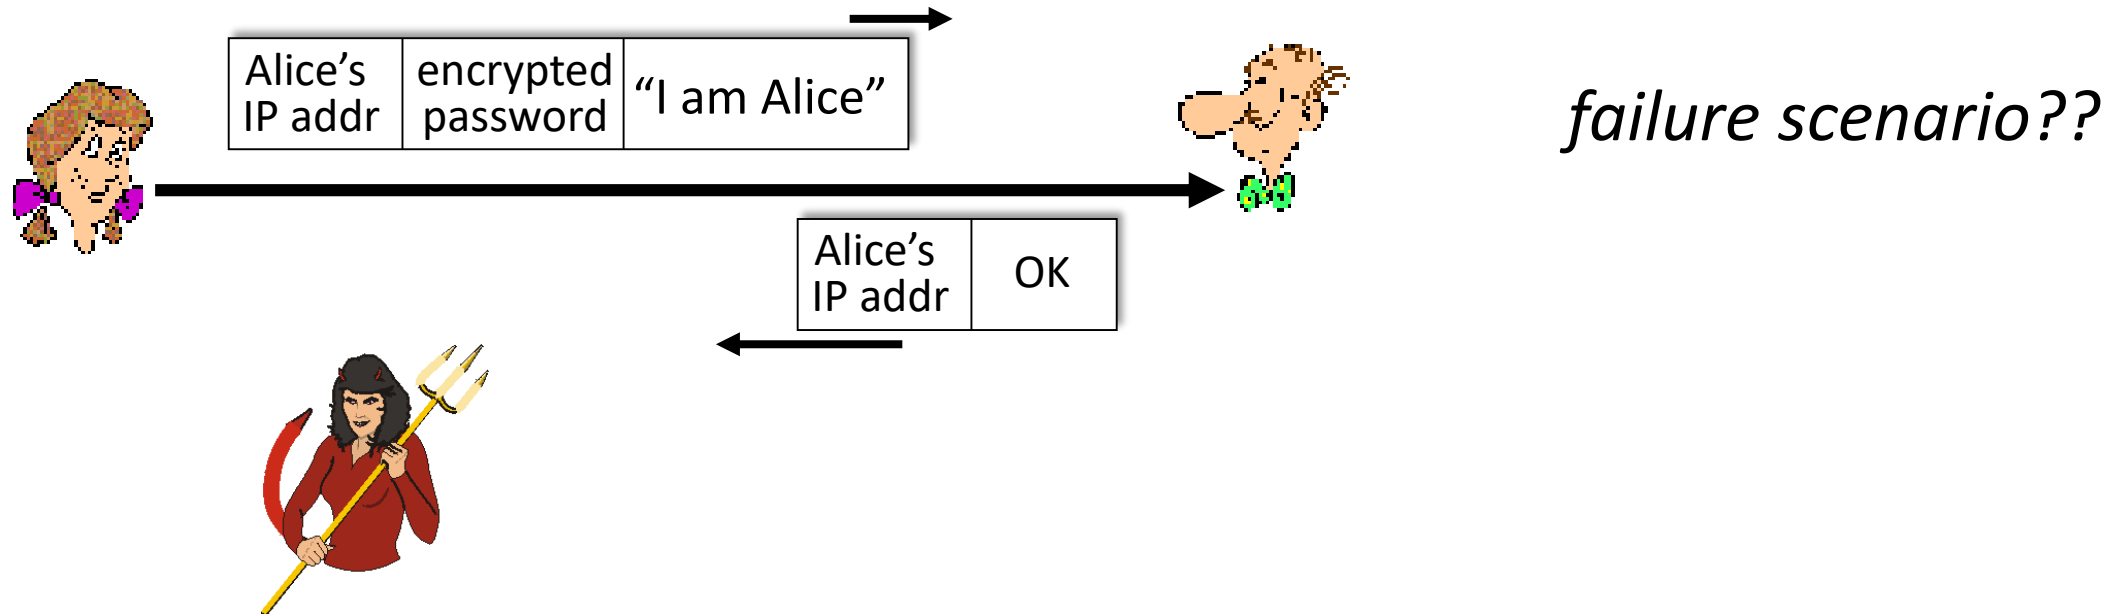 Alice’s
IP addr
encrypted
password
“I am Alice”
failure scenario??
Alice’s
IP addr
OK